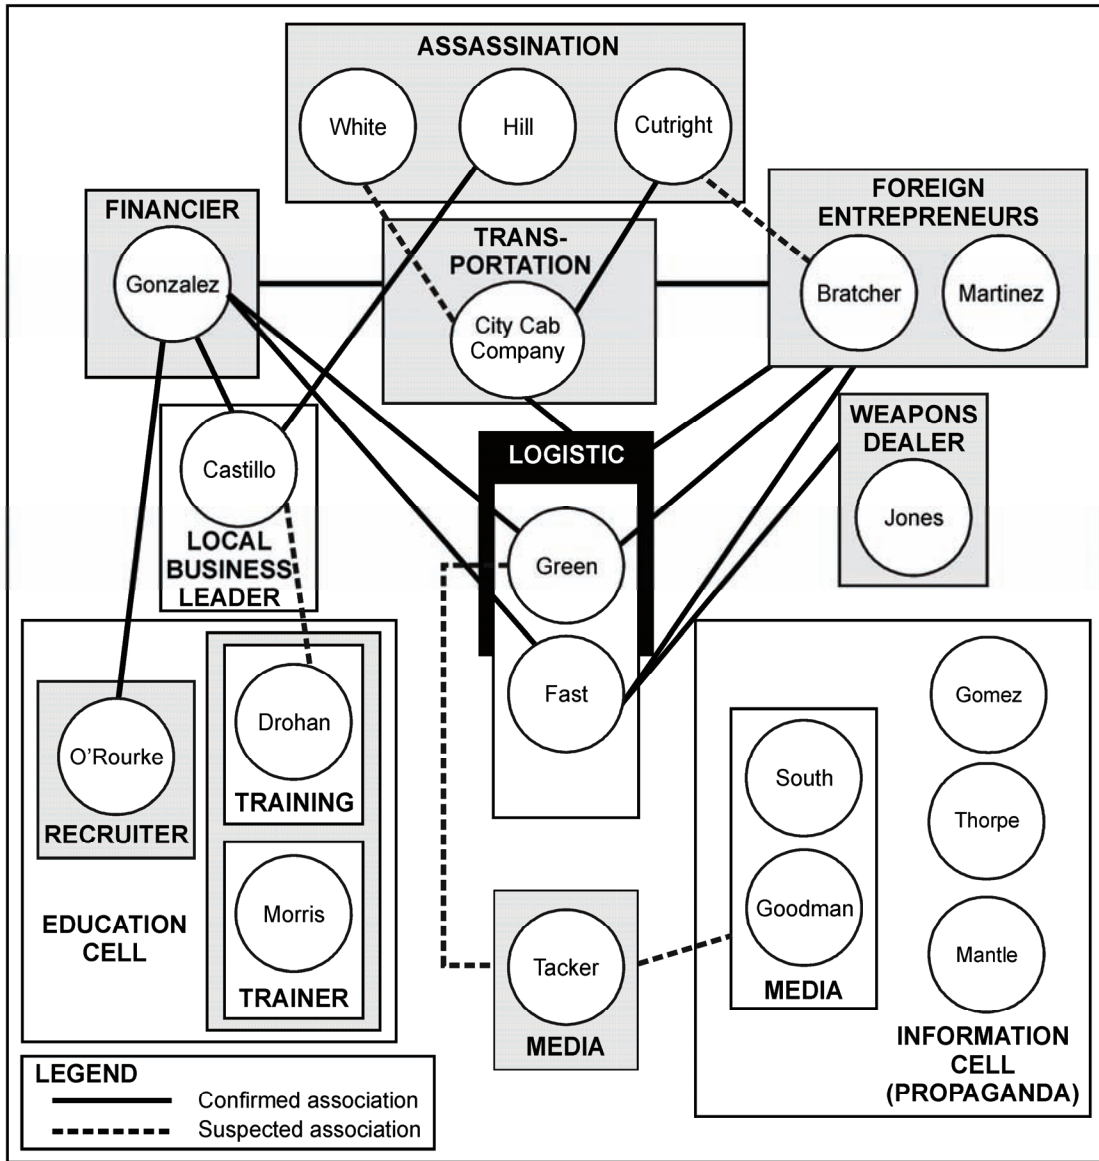 ASSASSINATION
White
Hill
Cutright
FINANCIER
Gonzalez
TRANS-
PORTATION
City Cab
Company
FOREIGN
ENTREPRENEURS
Bratcher
Martinez
Castillo
LOCAL
BUSINESS
LEADER
LOGISTIC
Green
Fast
WEAPONS
DEALER
Jones
O’Rourke
RECRUITER
EDUCATION
CELL
Drohan
TRAINING
Morris
TRAINER
Tacker
MEDIA
South
Goodman
MEDIA
Gomez
Thorpe
Mantle
INFORMATION
CELL
(PROPAGANDA)
LEGEND
Confirmed association
Suspected association